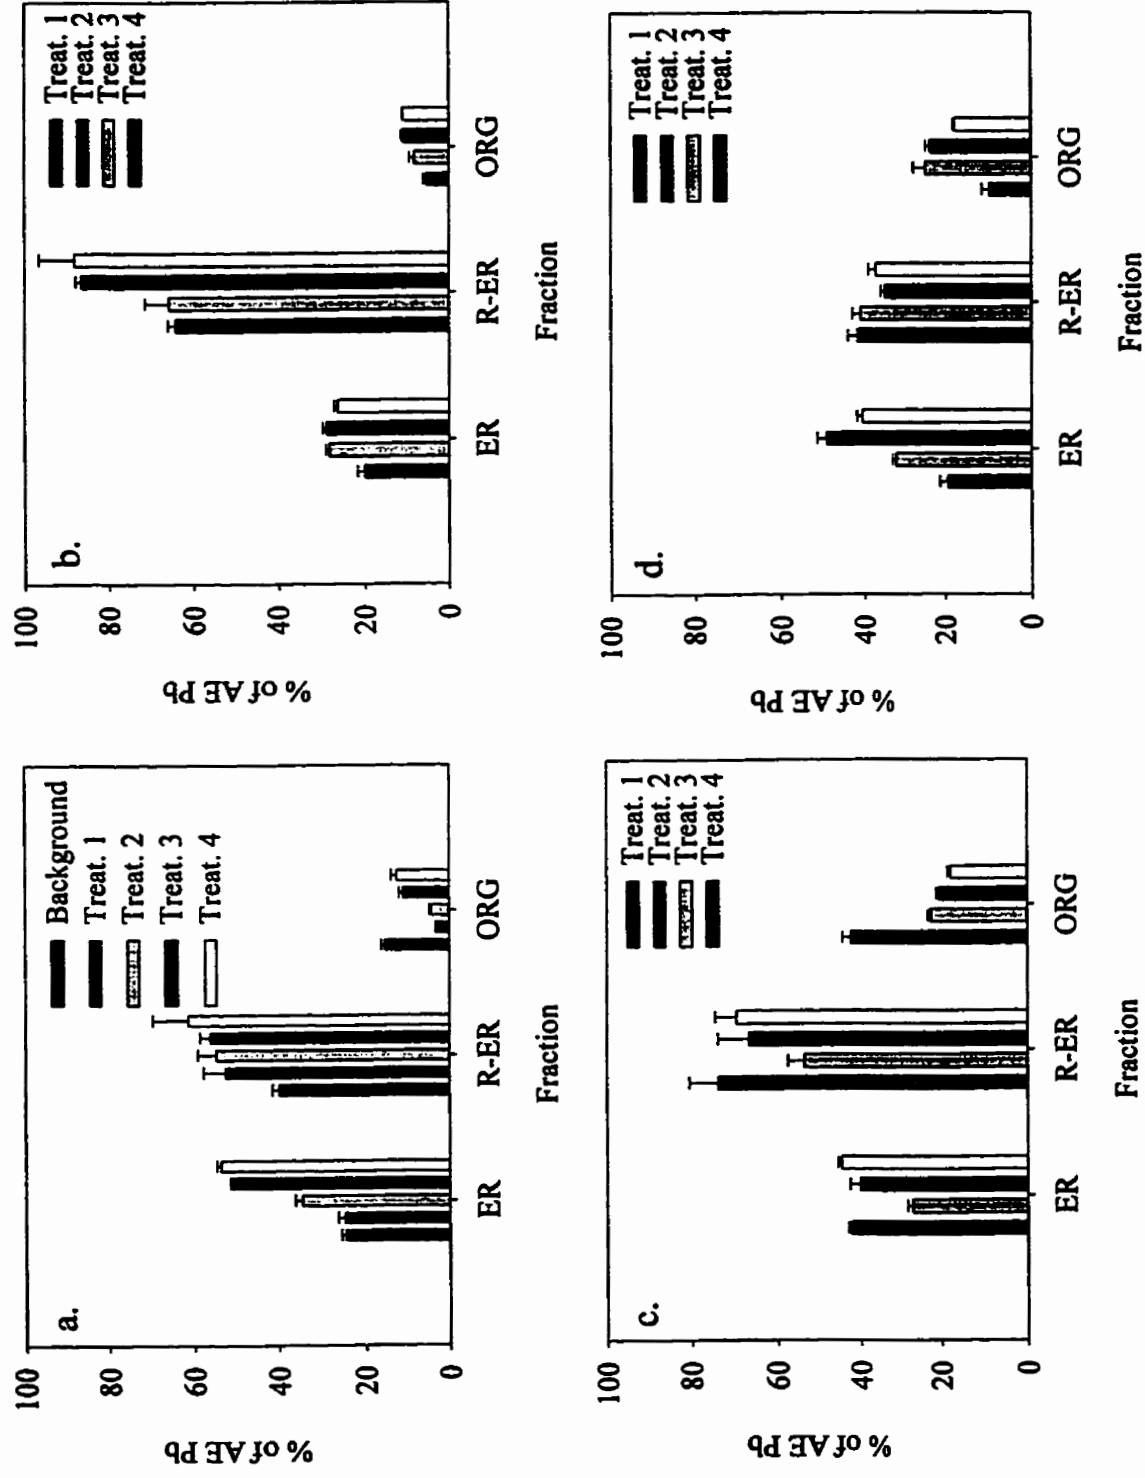 a.
Background
Treat. 1
Treat. 2
Treat. 3
Treat. 4
% of AE Pb
100
80
60
40
20
0
ER
R-ER
ORG
Fraction
b.
Treat. 1
Treat. 2
Treat. 3
Treat. 4
% of AE Pb
100
80
60
40
20
0
ER
R-ER
ORG
Fraction
c.
Treat. 1
Treat. 2
Treat. 3
Treat. 4
% of AE Pb
100
80
60
40
20
0
ER
R-ER
ORG
Fraction
d.
Treat. 1
Treat. 2
Treat. 3
Treat. 4
% of AE Pb
100
80
60
40
20
0
ER
R-ER
ORG
Fraction